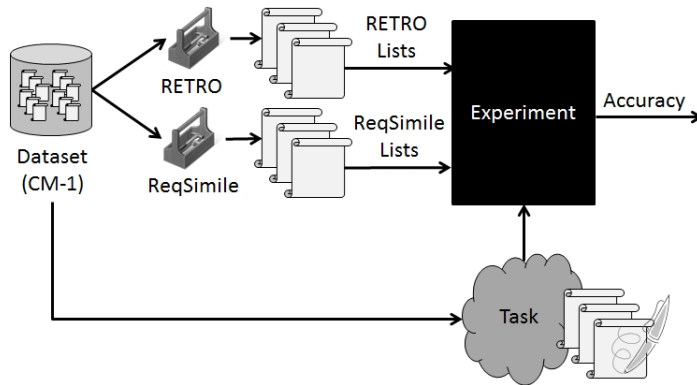 RETRO
Lists
RETRO
Experiment
Accuracy
ReqSimile
Lists
Dataset
(CM-1)
ReqSimile
Task